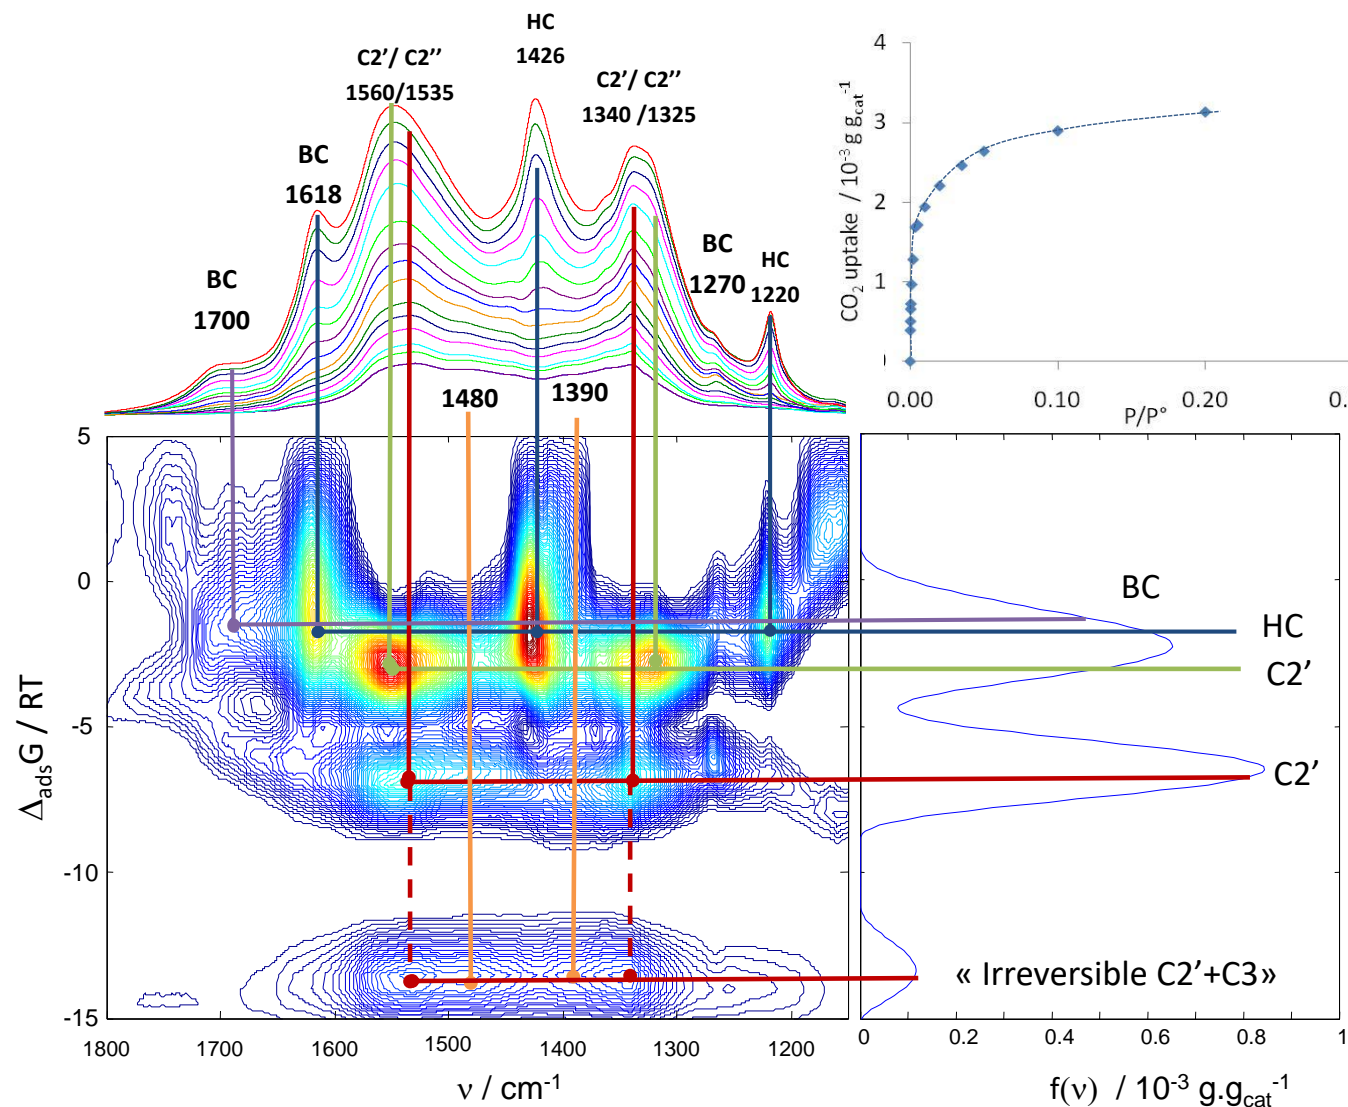 HC
1426
C2'/ C2''
1560/1535
C2'/ C2''
1340 /1325
BC
1618
BC
1700
BC
1270
HC
1220
1480
1390
4
3
2
1
CO2 uptake / 10-3 g gcat-1
0.00
0.10
0.20
0.
P/P°
5
0
-5
-10
-15
ΔadsG / RT
1800
1700
1600
1500
1400
1300
1200
ν / cm-1
BC
HC
C2'
C2'
« Irreversible C2'+C3»
0
0.2
0.4
0.6
0.8
1
f(ν) / 10-3 g.gcat-1